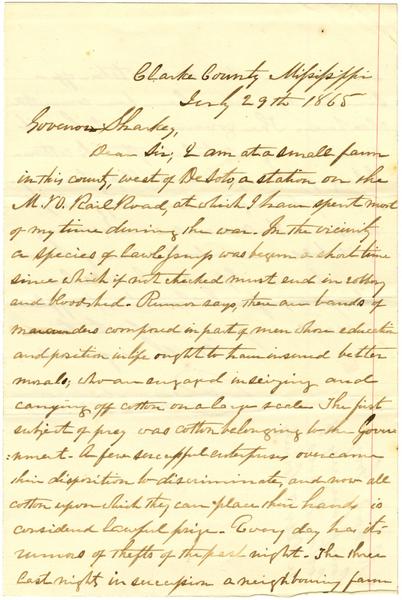 Clarke County Mississippi
July 29th 1865
Govenor Sharkey,
Dear Sir, I am at a small farm
in this county, west of DeSoto, a station on the
M. & O. Rail Road, at which I have spent most
of my time during the war. In the vicinity
a species of lawlessness was begun a short time
since which if not checked must end in robbery
and bloodshed. Rumor says, there are bands of
marauders composed in part of men whose education
and position in life ought to have insured better
morals, who are engaged in seizing and
carrying off cotton on a large scale. The first
subject of prey was cotton belonging to the Gover
nment. A few successful enterprises overcame
their disposition to discriminate, and now all
cotton upon which they can place their hands is
considered lawful prize. Every day has its
rumors of thefts of the past night. The three
last nights in succession a neighbouring farm